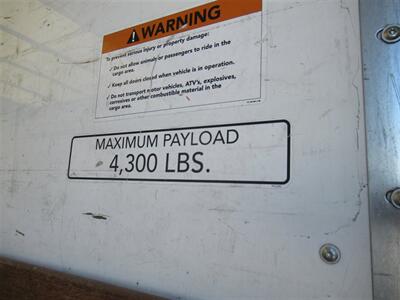 WARNING
To prevent serious injury or property damage:
✓ Do not allow animals or passengers to ride in the
cargo area.
✓ Keep all doors closed when vehicle is in operation.
✓ Do not transport motor vehicles, ATV's, explosives,
corrosives or other combustible material in the
cargo area.
MAXIMUM PAYLOAD
4,300 LBS.